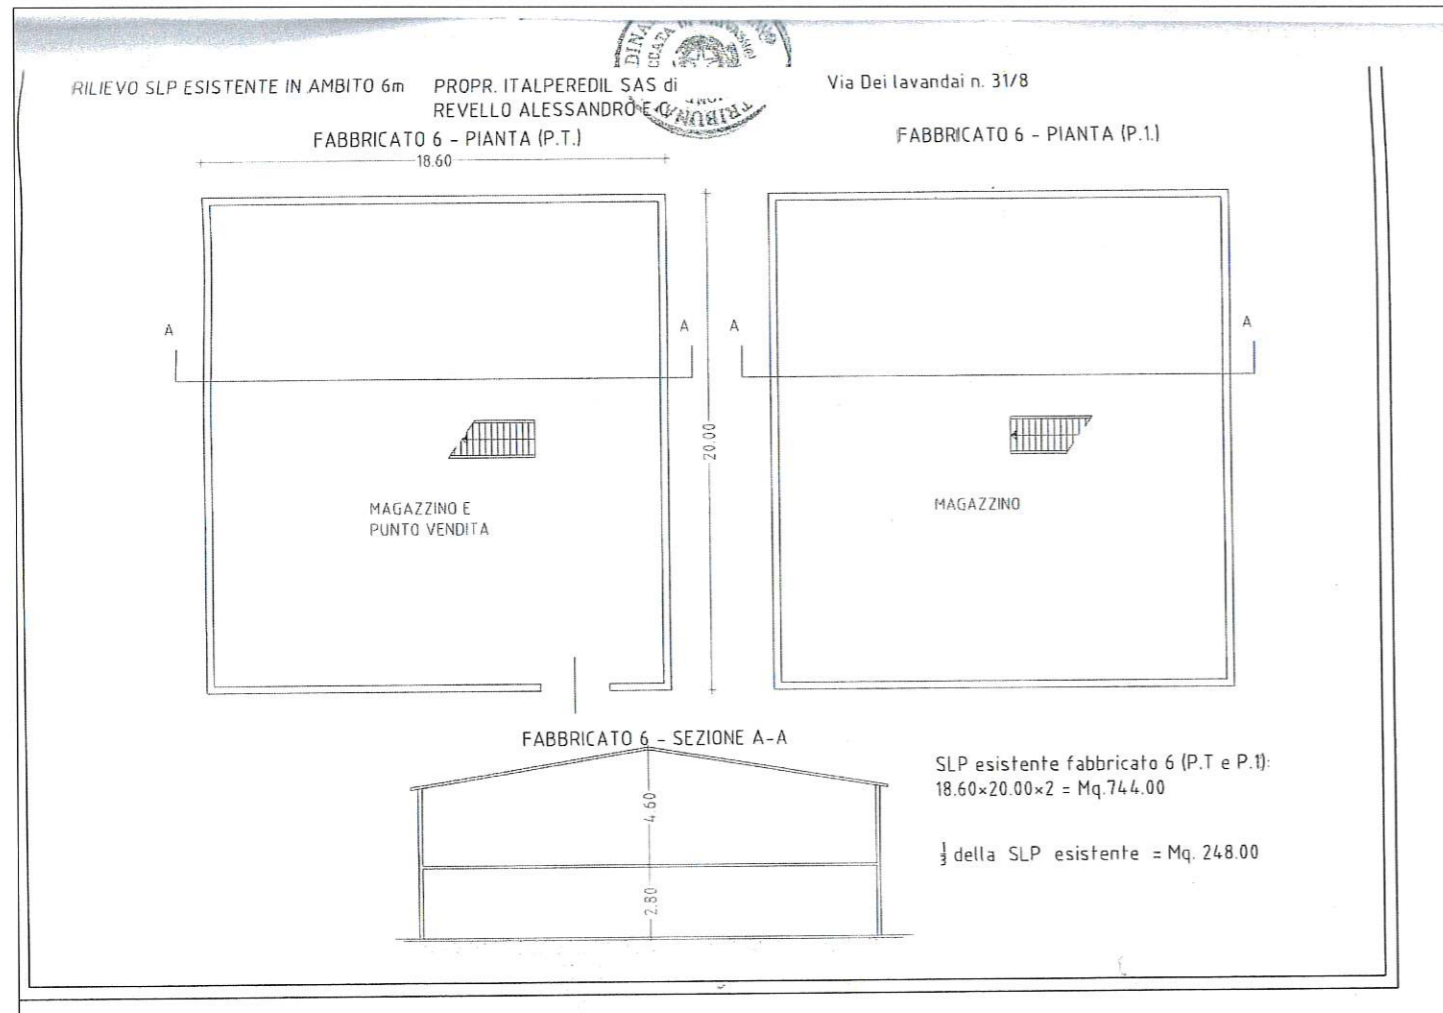 RILIEVO SLP ESISTENTE IN AMBITO 6m
PROPR. ITALPEREDIL SAS di
REVELLO ALESSANDRO E C.
Via Dei lavandai n. 31/8
FABBRICATO 6 - PIANTA (P.T.)
18.60
FABBRICATO 6 - PIANTA (P.1.)
A
A
A
A
20.00
MAGAZZINO E
PUNTO VENDITA
MAGAZZINO
FABBRICATO 6 - SEZIONE A-A
4.60
2.80
SLP esistente fabbricato 6 (P.T e P.1):
18.60×20.00×2 = Mq.744.00
1/3 della SLP esistente = Mq. 248.00